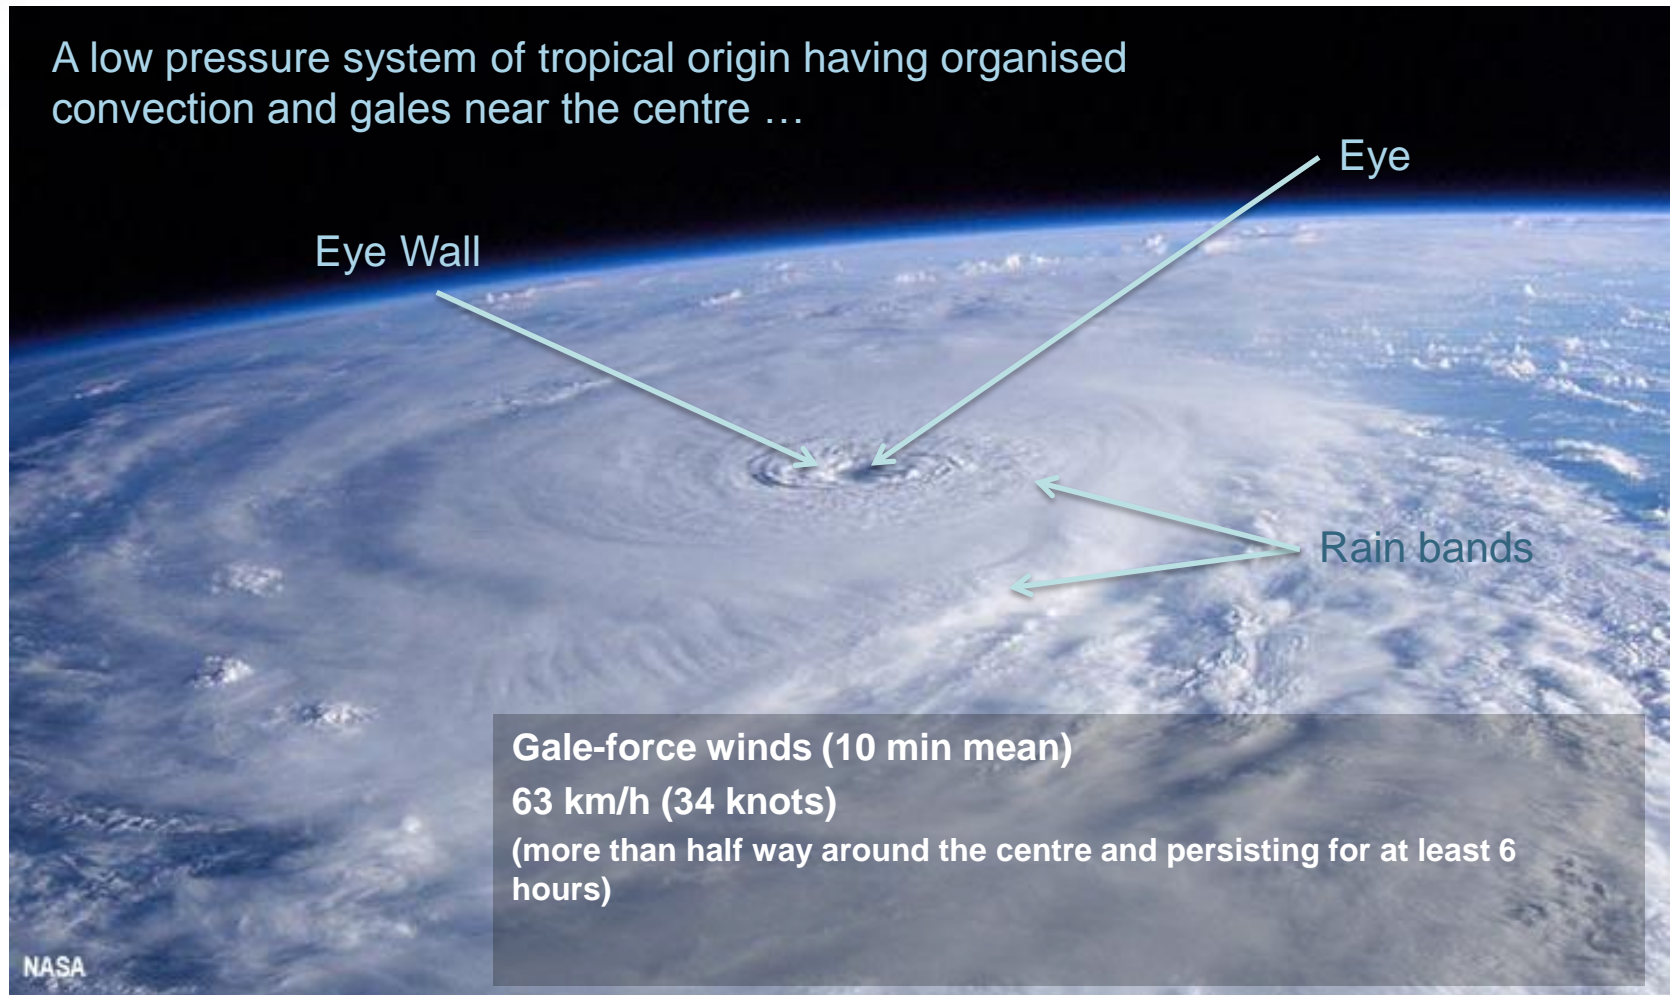 A low pressure system of tropical origin having organised
convection and gales near the centre …
Eye
Eye Wall
Rain bands
Gale-force winds (10 min mean)
63 km/h (34 knots)
(more than half way around the centre and persisting for at least 6
hours)
NASA